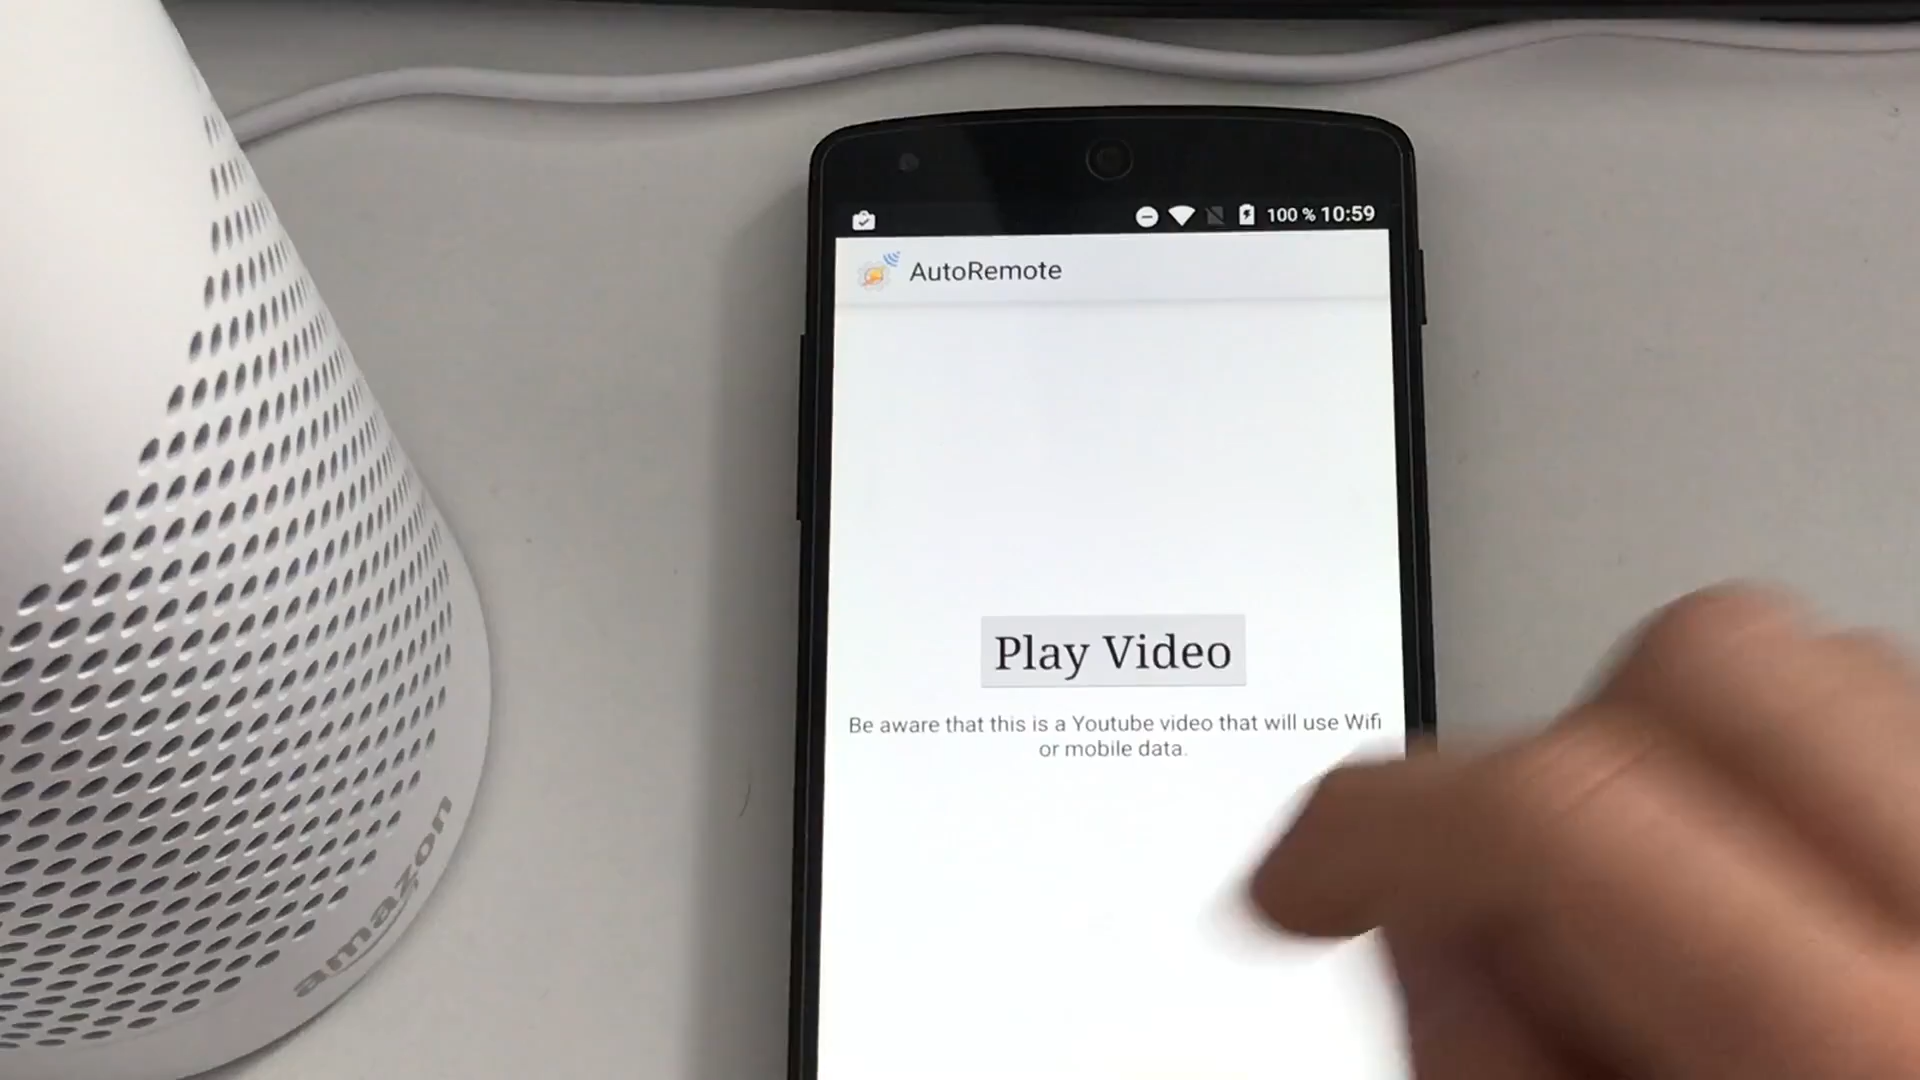 100 % 10:59
AutoRemote
Play Video
Be aware that this is a Youtube video that will use Wifi
or mobile data.
amazon